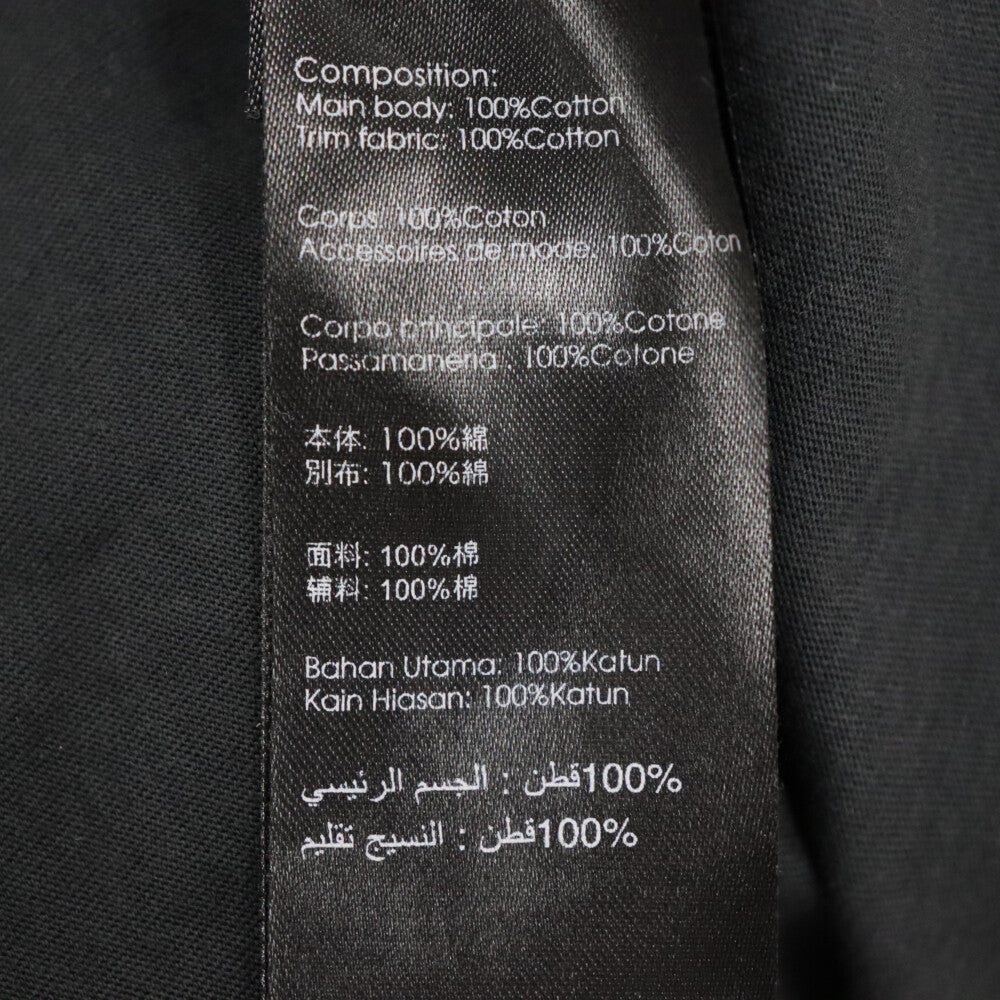 Composition:
Main body: 100%Cotton
Trim fabric: 100%Cotton
Corps: 100%Coton
Accessoires de mode: 100%Coton
Corpo principale: 100%Cotone
Passamaneria : 100%Cotone
本体: 100%綿
別布: 100%綿
面料: 100%棉
辅料: 100%棉
Bahan Utama: 100%Katun
Kain Hiasan: 100%Katun
100%قطن : الجسم الرئيسي
100%قطن : النسيج تقليم